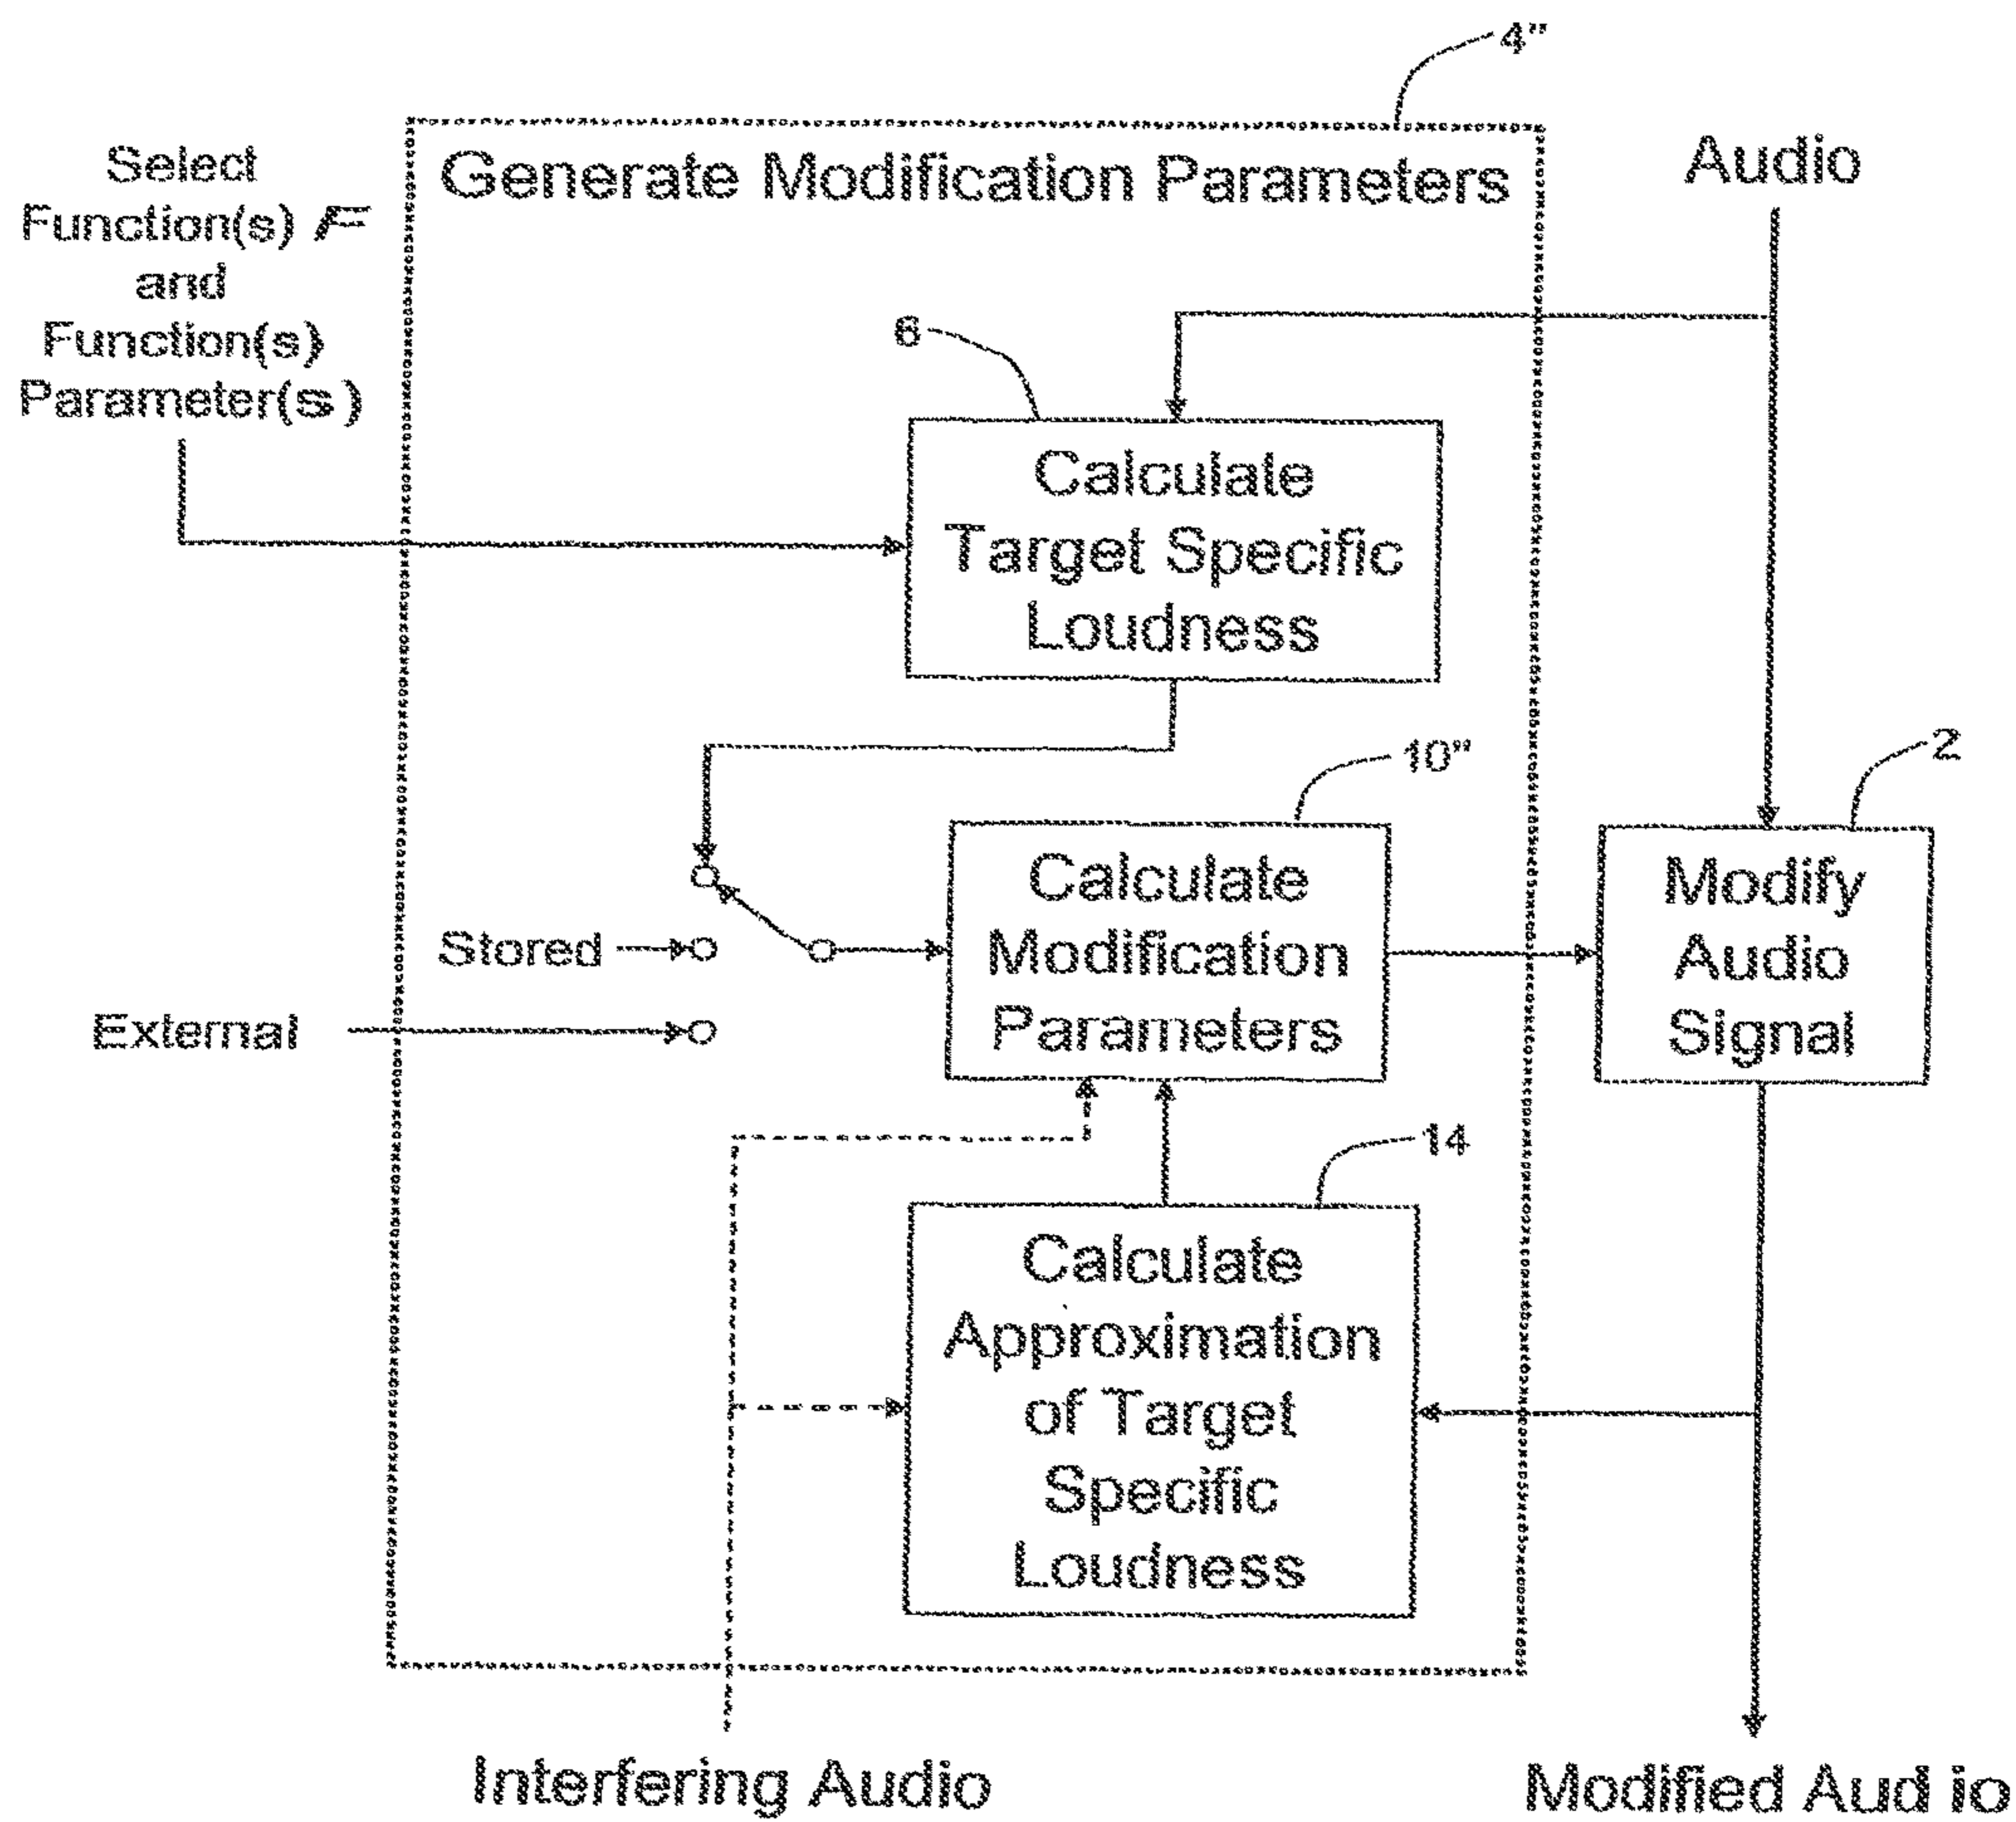 4"
Select
Function(s) F
and
Function(s)
Parameter(s)
Generate Modification Parameters
Audio
6
Calculate
Target Specific
Loudness
10"
2
Calculate
Modification
Parameters
Modify
Audio
Signal
Stored
External
14
Calculate
Approximation
of Target
Specific
Loudness
Interfering Audio
Modified Aud io